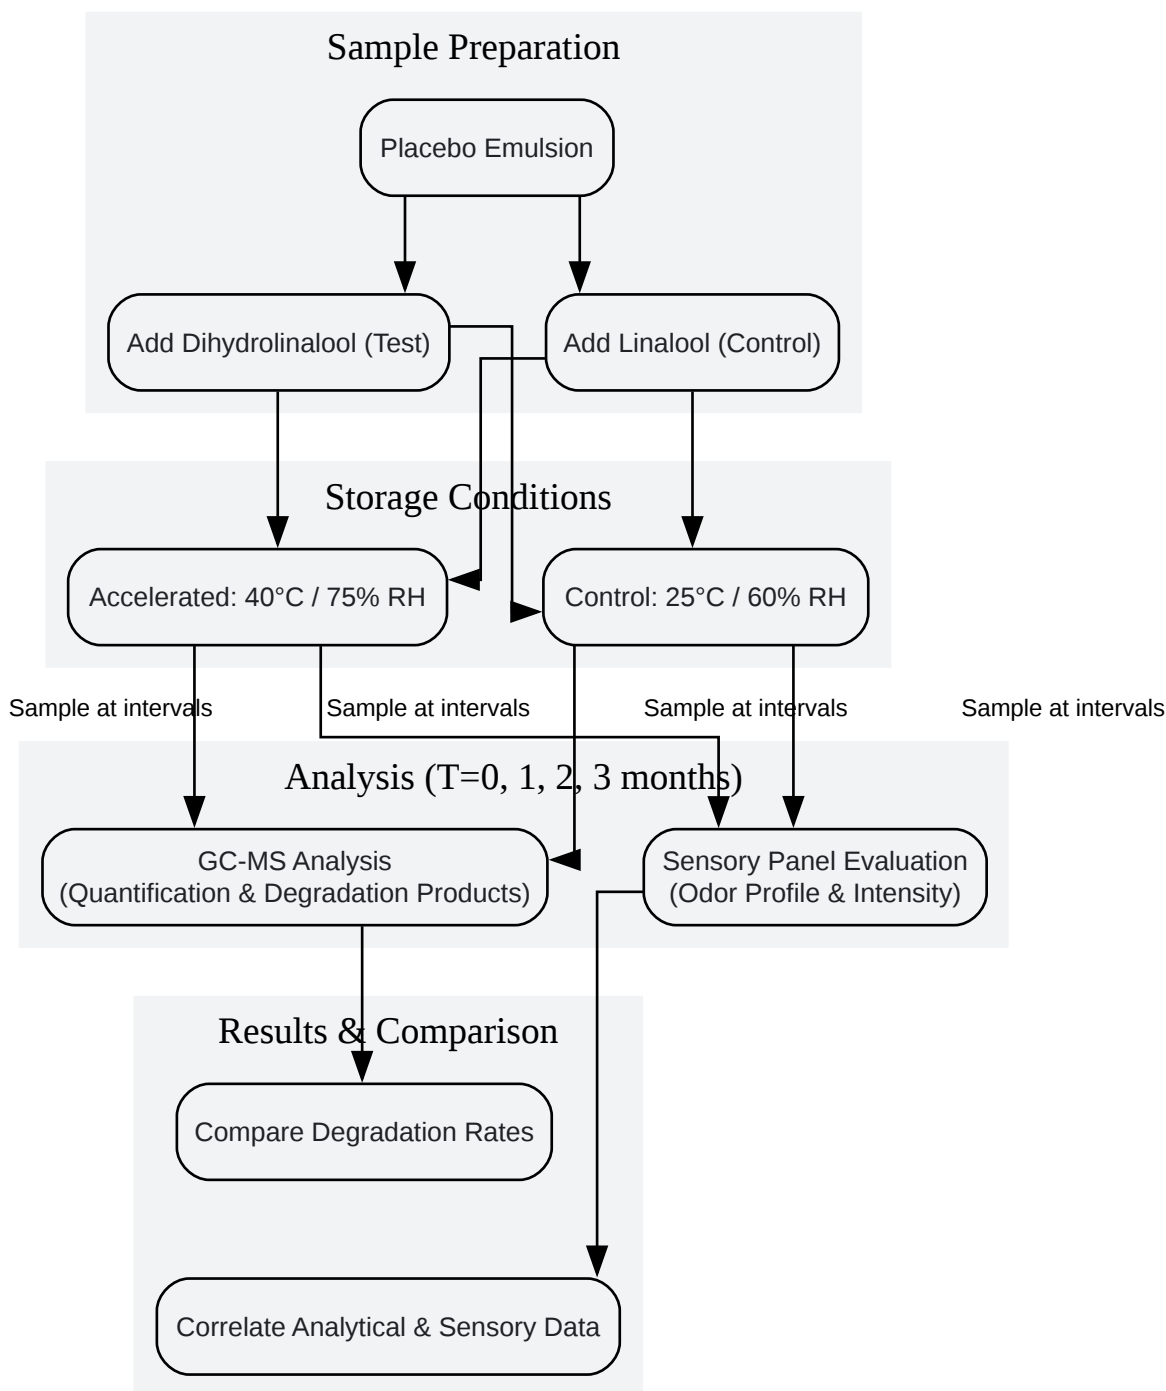 Sample Preparation
Placebo Emulsion
Add Dihydrolinalool (Test)
Add Linalool (Control)
Storage Conditions
Accelerated: 40°C / 75% RH
Control: 25°C / 60% RH
Sample at intervals
Sample at intervals
Sample at intervals
Sample at intervals
Analysis (T=0, 1, 2, 3 months)
GC-MS Analysis
(Quantification & Degradation Products)
Sensory Panel Evaluation
(Odor Profile & Intensity)
Results & Comparison
Compare Degradation Rates
Correlate Analytical & Sensory Data